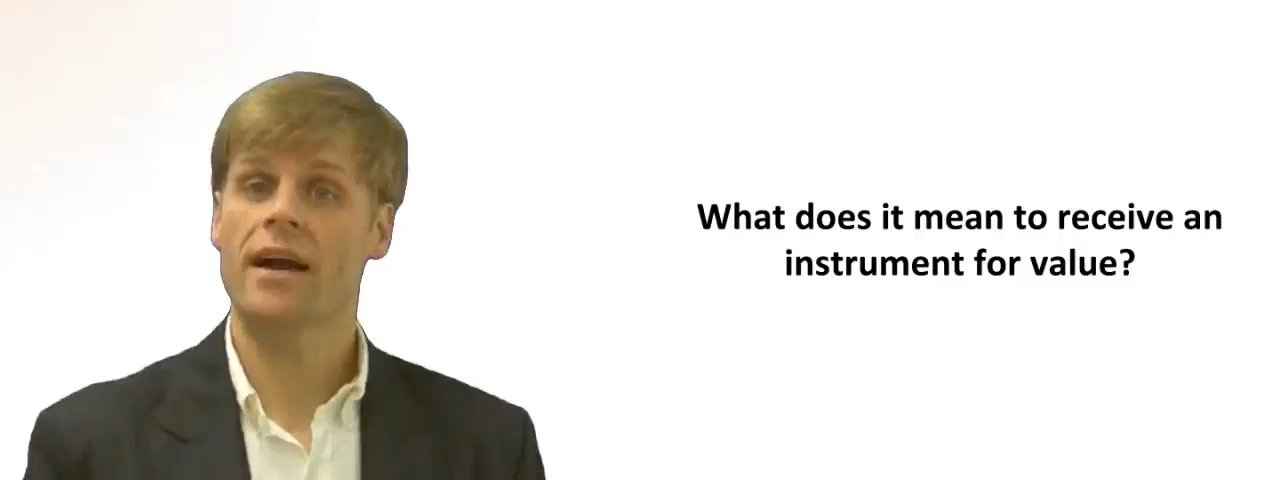 What does it mean to receive an
instrument for value?